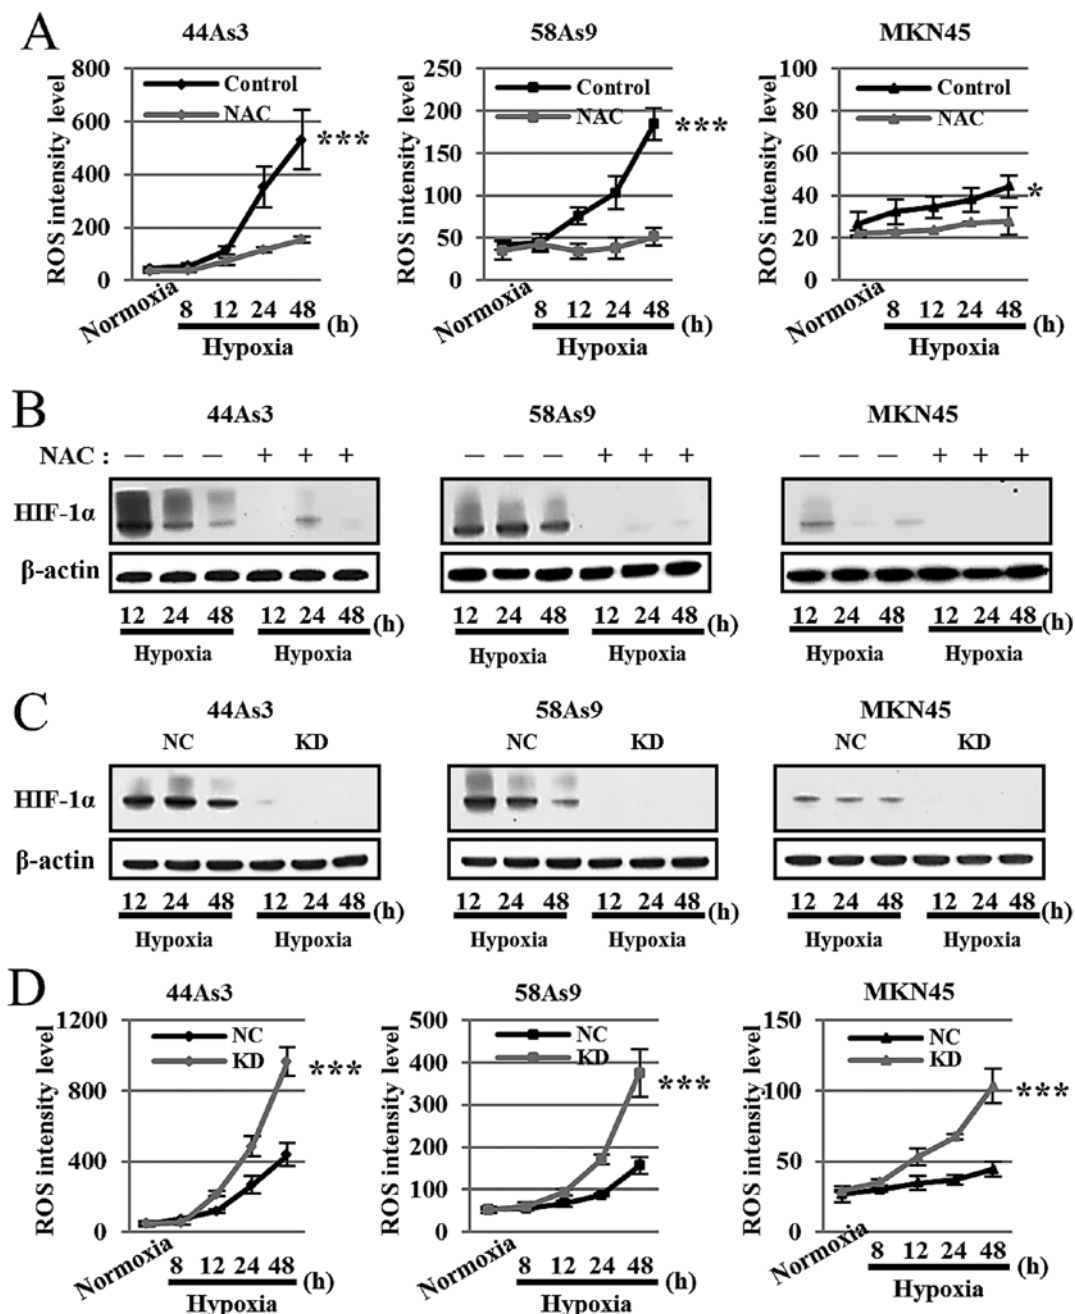 A
44As3 58As9 MKN45
ROS intensity level ROS intensity level ROS intensity level
800 250 100
Control Control Control
NAC NAC NAC
600 200 80
*** *** *
400 150 60
200 100 40
50 20
0 0 0
Normoxia 8 12 24 48 (h) Normoxia 8 12 24 48 (h) Normoxia 8 12 24 48 (h)
Hypoxia Hypoxia Hypoxia
B
44As3 58As9 MKN45
NAC : — — — + + + — — — + + + — — — + + +
HIF-1α
β-actin
12 24 48 12 24 48 (h) 12 24 48 12 24 48 (h) 12 24 48 12 24 48 (h)
Hypoxia Hypoxia Hypoxia Hypoxia Hypoxia Hypoxia
C
44As3 58As9 MKN45
NC KD NC KD NC KD
HIF-1α
β-actin
12 24 48 12 24 48 (h) 12 24 48 12 24 48 (h) 12 24 48 12 24 48 (h)
Hypoxia Hypoxia Hypoxia Hypoxia Hypoxia Hypoxia
D
44As3 58As9 MKN45
ROS intensity level ROS intensity level ROS intensity level
1200 500 150
NC NC NC
KD KD KD
*** *** ***
800 400 100
300
400 200 50
100
0 0 0
Normoxia 8 12 24 48 (h) Normoxia 8 12 24 48 (h) Normoxia 8 12 24 48 (h)
Hypoxia Hypoxia Hypoxia